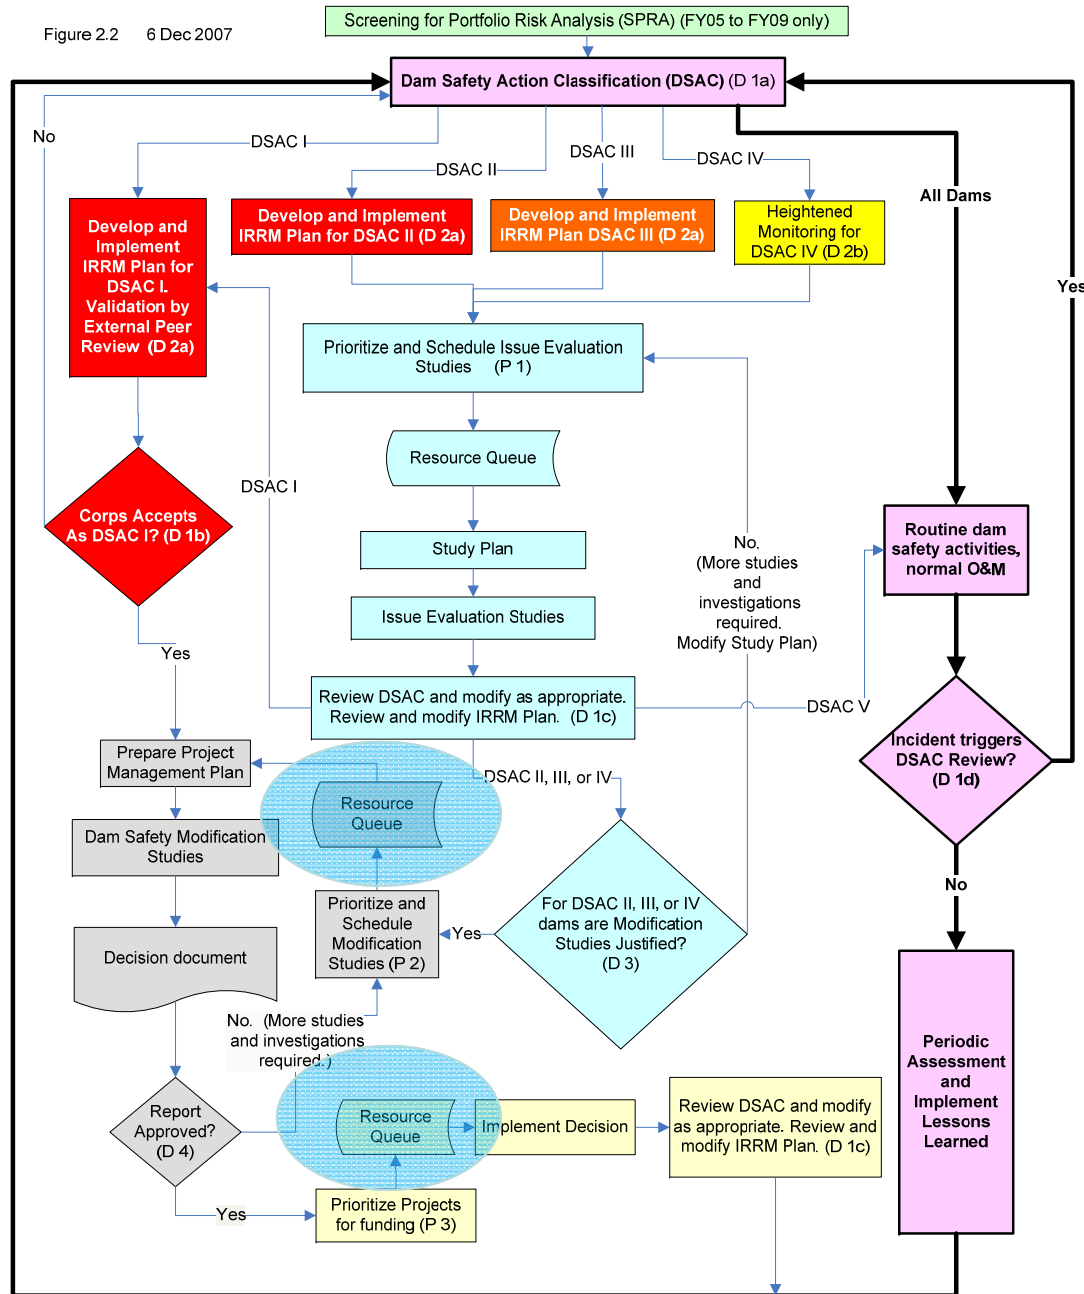 Screening for Portfolio Risk Analysis (SPRA) (FY05 to FY09 only)
Figure 2.2 6 Dec 2007
Dam Safety Action Classification (DSAC) (D 1a)
No
DSAC I
DSAC II
DSAC III
DSAC IV
All Dams
Yes
Develop and
Implement
IRRM Plan for
DSAC I.
Validation by
External Peer
Review (D 2a)
Develop and Implement
IRRM Plan for DSAC II (D 2a)
Develop and Implement
IRRM Plan DSAC III (D 2a)
Heightened
Monitoring for
DSAC IV (D 2b)
Prioritize and Schedule Issue Evaluation
Studies (P 1)
Resource Queue
DSAC I
Corps Accepts
As DSAC I? (D 1b)
Study Plan
No.
(More studies
and
investigations
required.
Modify Study Plan)
Routine dam
safety activities,
normal O&M
Issue Evaluation Studies
Yes
Review DSAC and modify as appropriate.
Review and modify IRRM Plan. (D 1c)
DSAC V
Incident triggers
DSAC Review?
(D 1d)
Prepare Project
Management Plan
DSAC II, III, or IV
Resource
Queue
Dam Safety Modification
Studies
No
Prioritize and
Schedule
Modification
Studies (P 2)
Yes
For DSAC II, III, or IV
dams are Modification
Studies Justified?
(D 3)
Decision document
No. (More studies
and investigations
required.)
Periodic
Assessment
and
Implement
Lessons
Learned
Report
Approved?
(D 4)
Resource
Queue
Implement Decision
Review DSAC and modify
as appropriate. Review and
modify IRRM Plan. (D 1c)
Yes
Prioritize Projects
for funding (P 3)